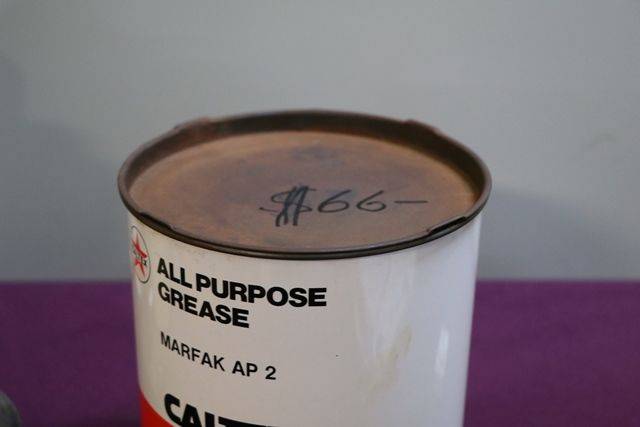 $66-
ALL PURPOSE
GREASE
MARFAK AP 2